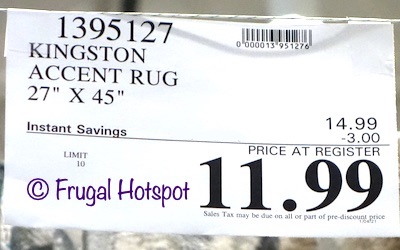 1395127
0000013951276
KINGSTON
ACCENT RUG
27" X 45"
Instant Savings
14.99
-3.00
PRICE AT REGISTER
LIMIT
10
11.99
© Frugal Hotspot
Sales Tax may be due on all or part of pre-discount price